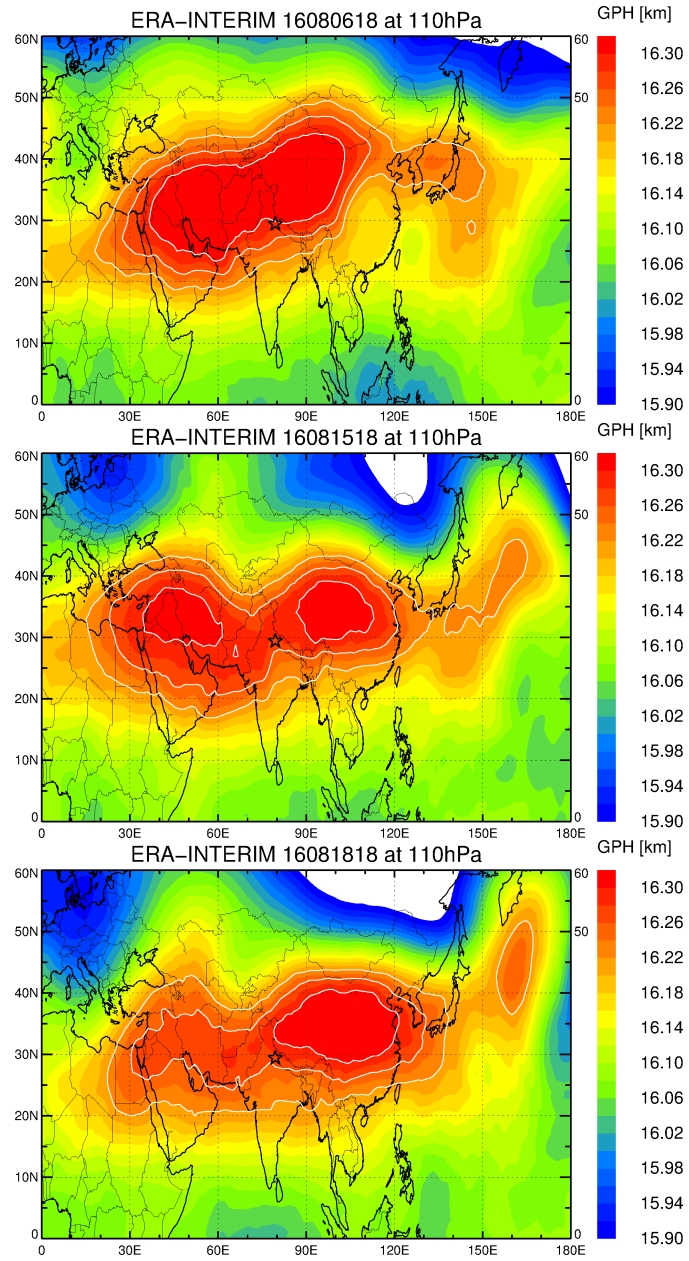 ERA−INTERIM 16080618 at 110hPa
GPH [km]
60N
50N
40N
30N
20N
10N
0
60
50
0
0 30E 60E 90E 120E 150E 180E
16.30
16.26
16.22
16.18
16.14
16.10
16.06
16.02
15.98
15.94
15.90
ERA−INTERIM 16081518 at 110hPa
GPH [km]
60N
50N
40N
30N
20N
10N
0
60
50
0
0 30E 60E 90E 120E 150E 180E
16.30
16.26
16.22
16.18
16.14
16.10
16.06
16.02
15.98
15.94
15.90
ERA−INTERIM 16081818 at 110hPa
GPH [km]
60N
50N
40N
30N
20N
10N
0
60
50
0
0 30E 60E 90E 120E 150E 180E
16.30
16.26
16.22
16.18
16.14
16.10
16.06
16.02
15.98
15.94
15.90